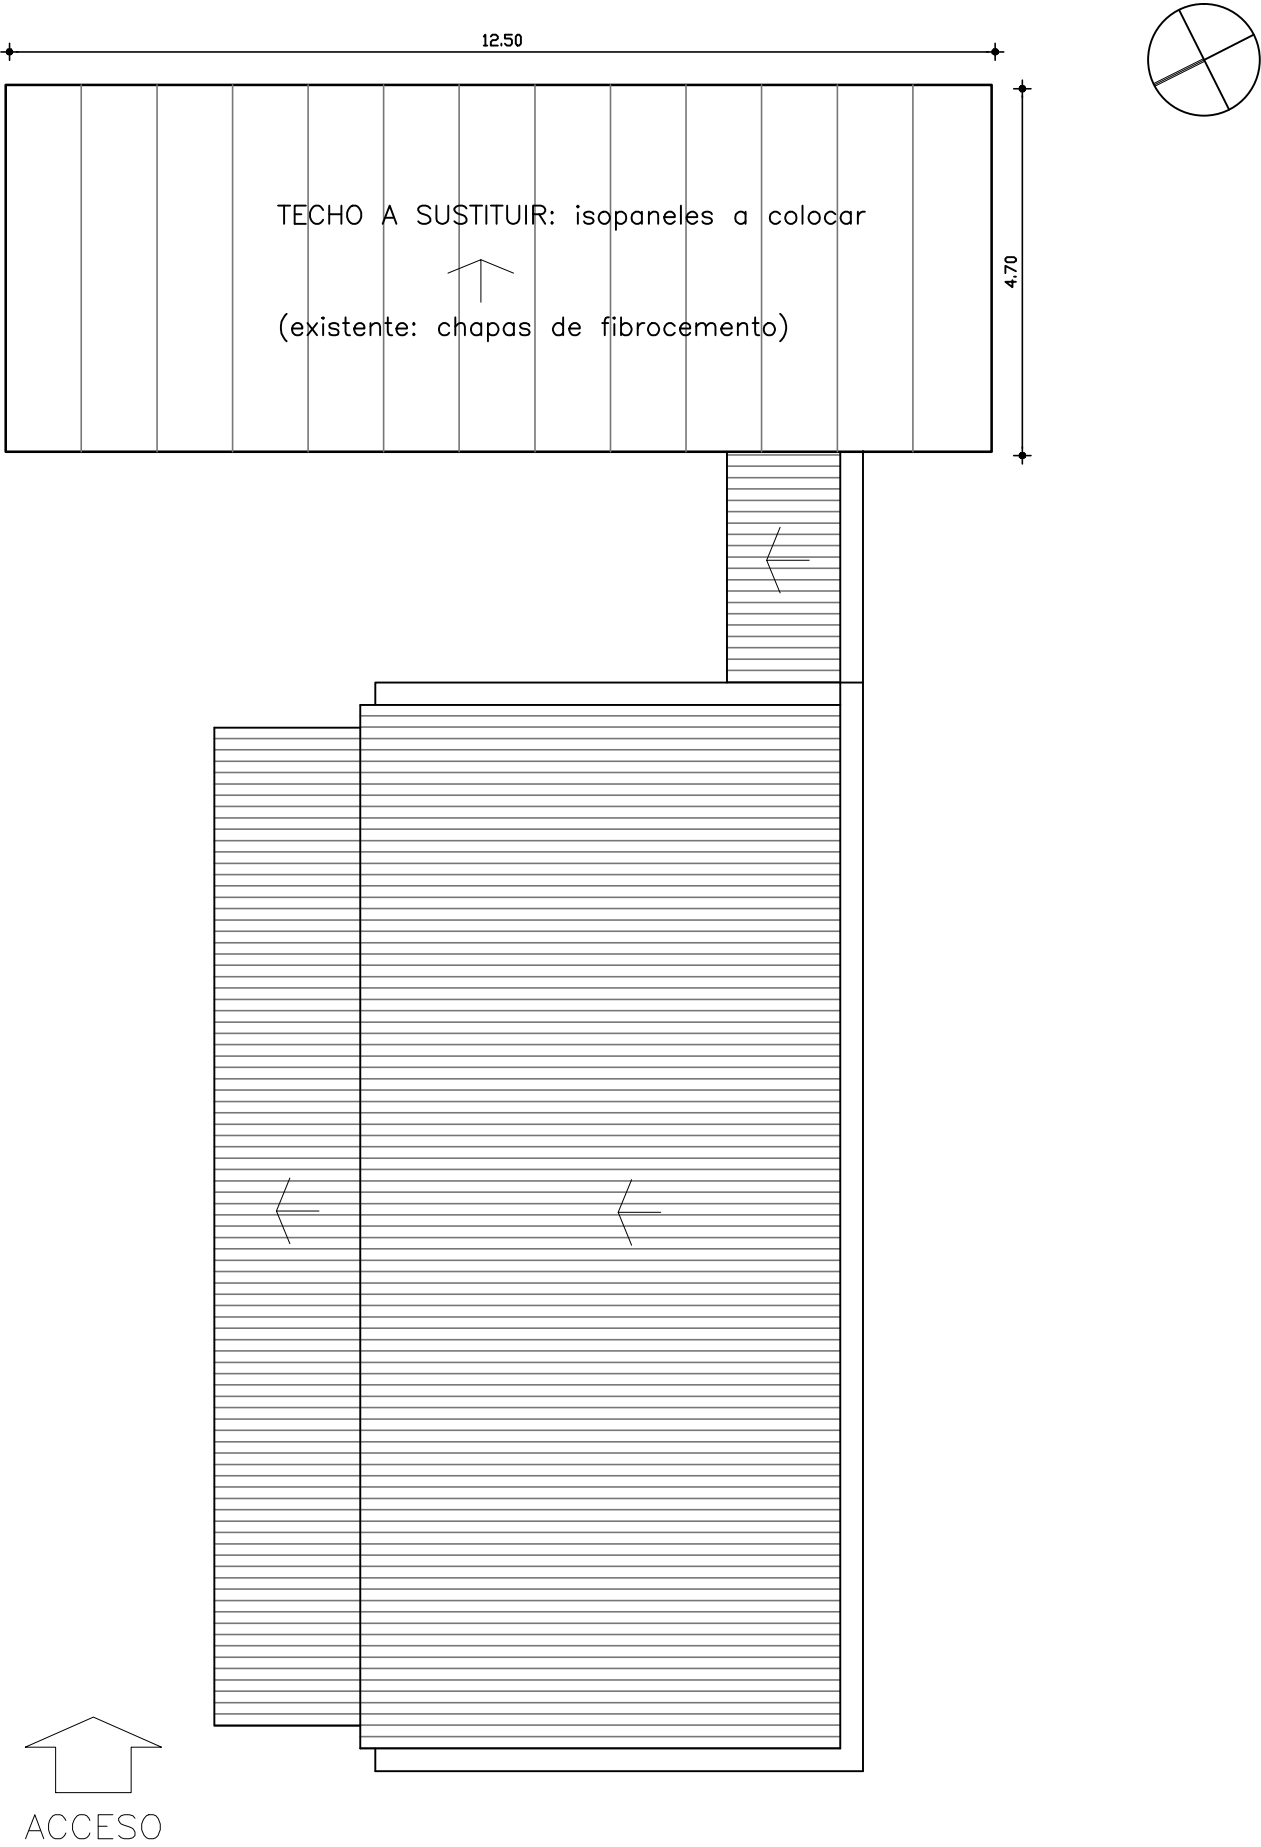 12.50
TECHO A SUSTITUIR: isopaneles a colocar
4.70
(existente: chapas de fibrocemento)
ACCESO